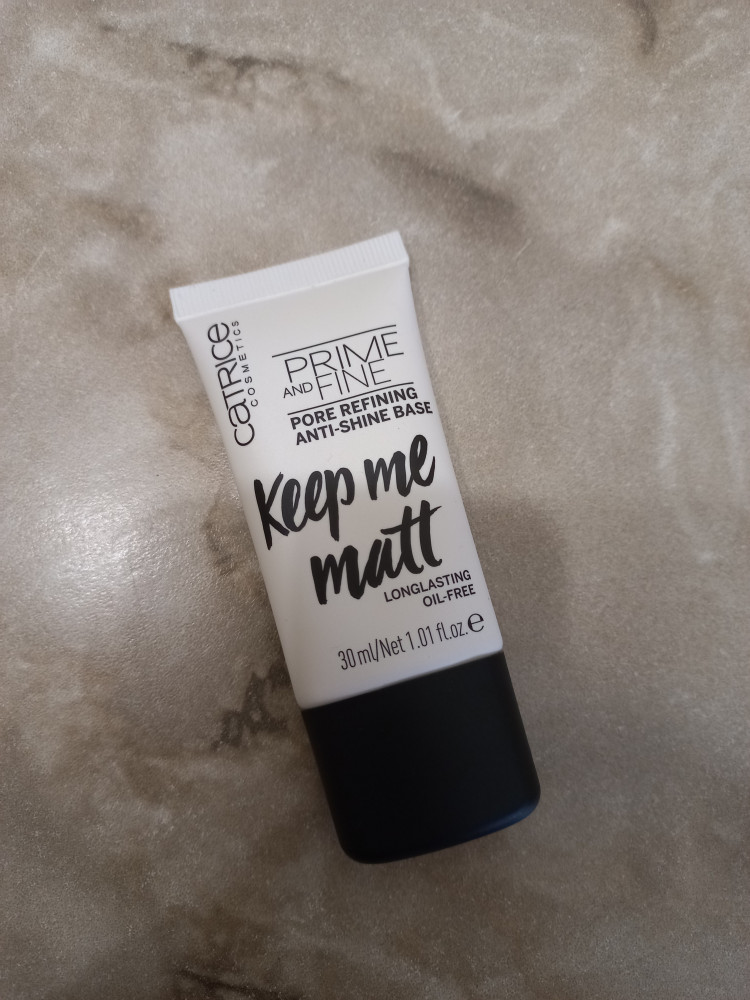 CATRICE
COSMETICS
PRIME
AND FINE
PORE REFINING
ANTI-SHINE BASE
Keep me
matt
LONGLASTING
OIL-FREE
30 ml/Net 1.01 fl.oz.e